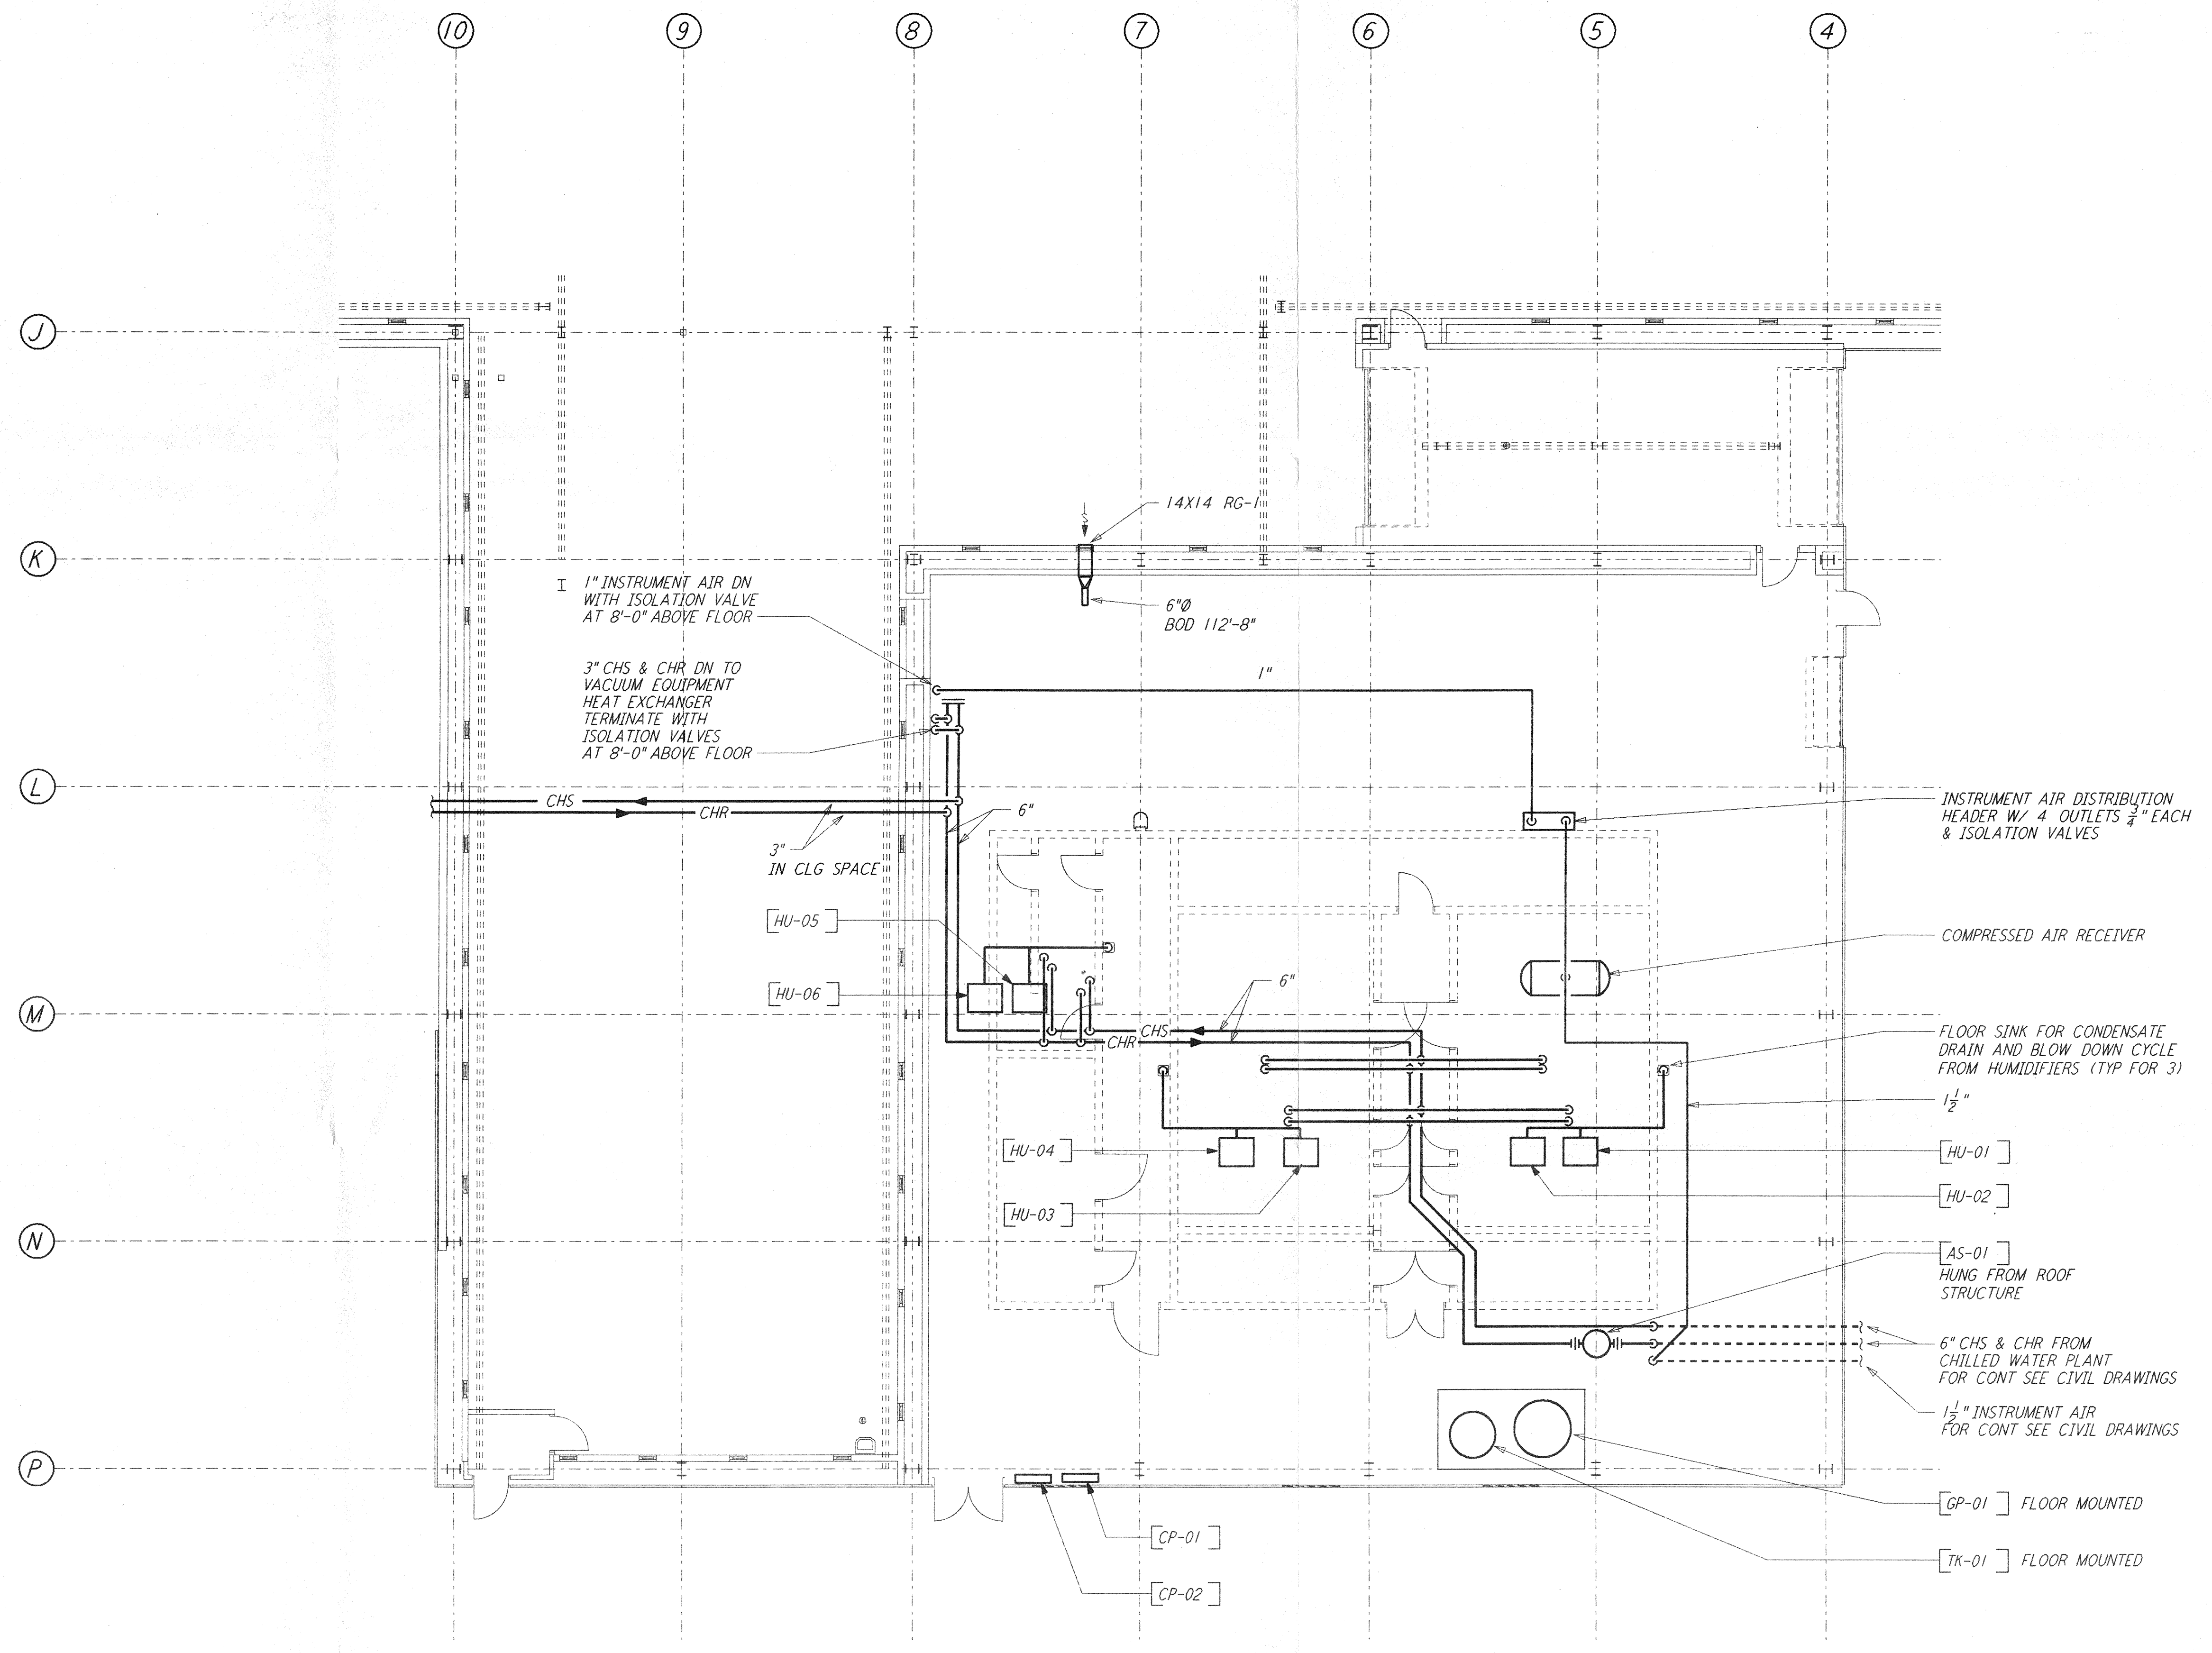 10
9
8
7
6
5
4
J
K
L
M
N
P
14X14 RG-1
1" INSTRUMENT AIR DN
WITH ISOLATION VALVE
AT 8'-0" ABOVE FLOOR
6"Ø
BOD 112'-8"
3" CHS & CHR DN TO
VACUUM EQUIPMENT
HEAT EXCHANGER
TERMINATE WITH
ISOLATION VALVES
AT 8'-0" ABOVE FLOOR
1"
CHS
CHR
6"
3"
IN CLG SPACE
INSTRUMENT AIR DISTRIBUTION
HEADER W/ 4 OUTLETS 3/4" EACH
& ISOLATION VALVES
HU-05
COMPRESSED AIR RECEIVER
HU-06
6"
CHS
CHR
FLOOR SINK FOR CONDENSATE
DRAIN AND BLOW DOWN CYCLE
FROM HUMIDIFIERS (TYP FOR 3)
1 1/2"
HU-04
HU-01
HU-02
HU-03
AS-01
HUNG FROM ROOF
STRUCTURE
6" CHS & CHR FROM
CHILLED WATER PLANT
FOR CONT SEE CIVIL DRAWINGS
1 1/2" INSTRUMENT AIR
FOR CONT SEE CIVIL DRAWINGS
GP-01 FLOOR MOUNTED
CP-01
TK-01 FLOOR MOUNTED
CP-02